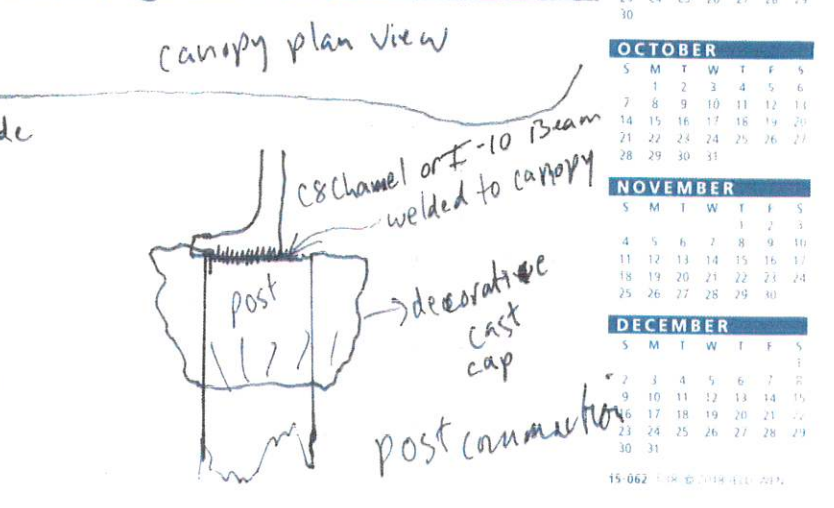 canopy plan view
de
C8 Channel or I-10 Beam
welded to canopy
post
decorative
cast
cap
post connection
30
OCTOBER
S M T W T F S
1 2 3 4 5 6
7 8 9 10 11 12 13
14 15 16 17 18 19 20
21 22 23 24 25 26 27
28 29 30 31
NOVEMBER
S M T W T F S
1 2 3
4 5 6 7 8 9 10
11 12 13 14 15 16 17
18 19 20 21 22 23 24
25 26 27 28 29 30
DECEMBER
S M T W T F S
1
2 3 4 5 6 7 8
9 10 11 12 13 14 15
16 17 18 19 20 21 22
23 24 25 26 27 28 29
30 31
15-062